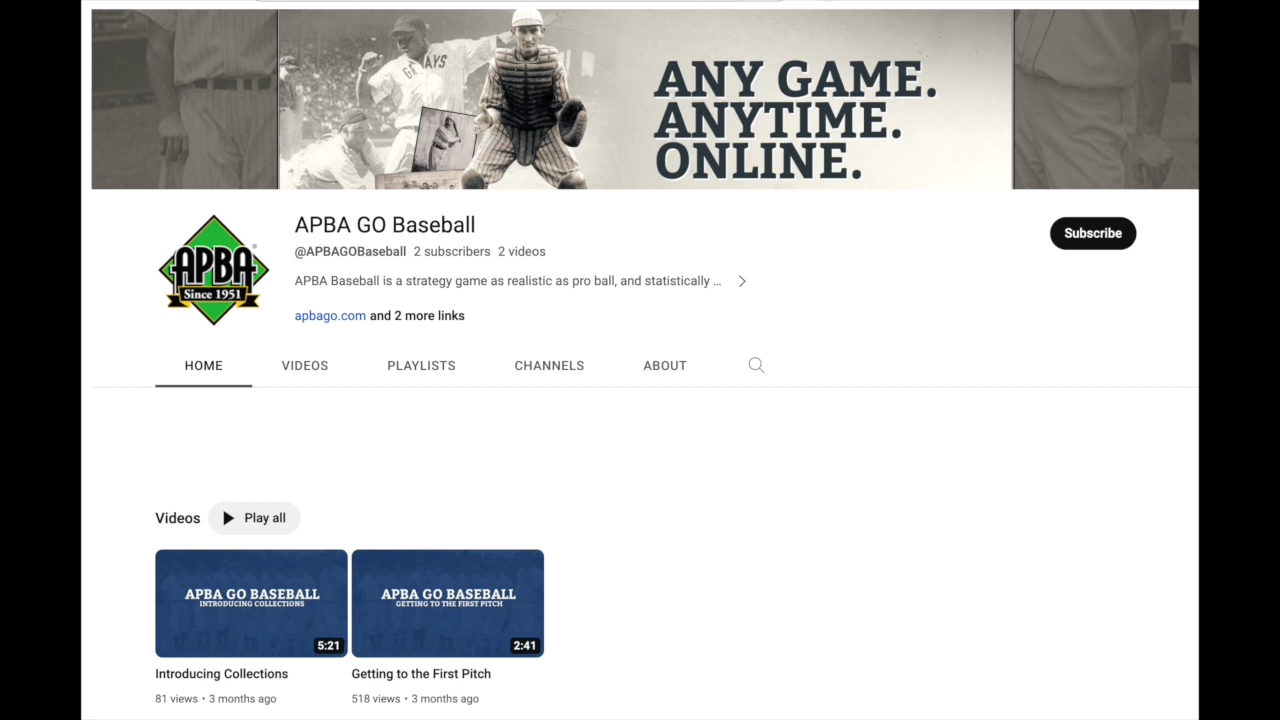 GRAYS
ANY GAME.
ANYTIME.
ONLINE.
APBA
®
Since 1951
APBA GO Baseball
@APBAGOBaseball 2 subscribers 2 videos
APBA Baseball is a strategy game as realistic as pro ball, and statistically ...
apbago.com and 2 more links
Subscribe
HOME VIDEOS PLAYLISTS CHANNELS ABOUT
Videos Play all
APBA GO BASEBALL
INTRODUCING COLLECTIONS
5:21
APBA GO BASEBALL
GETTING TO THE FIRST PITCH
2:41
Introducing Collections
81 views • 3 months ago
Getting to the First Pitch
518 views • 3 months ago